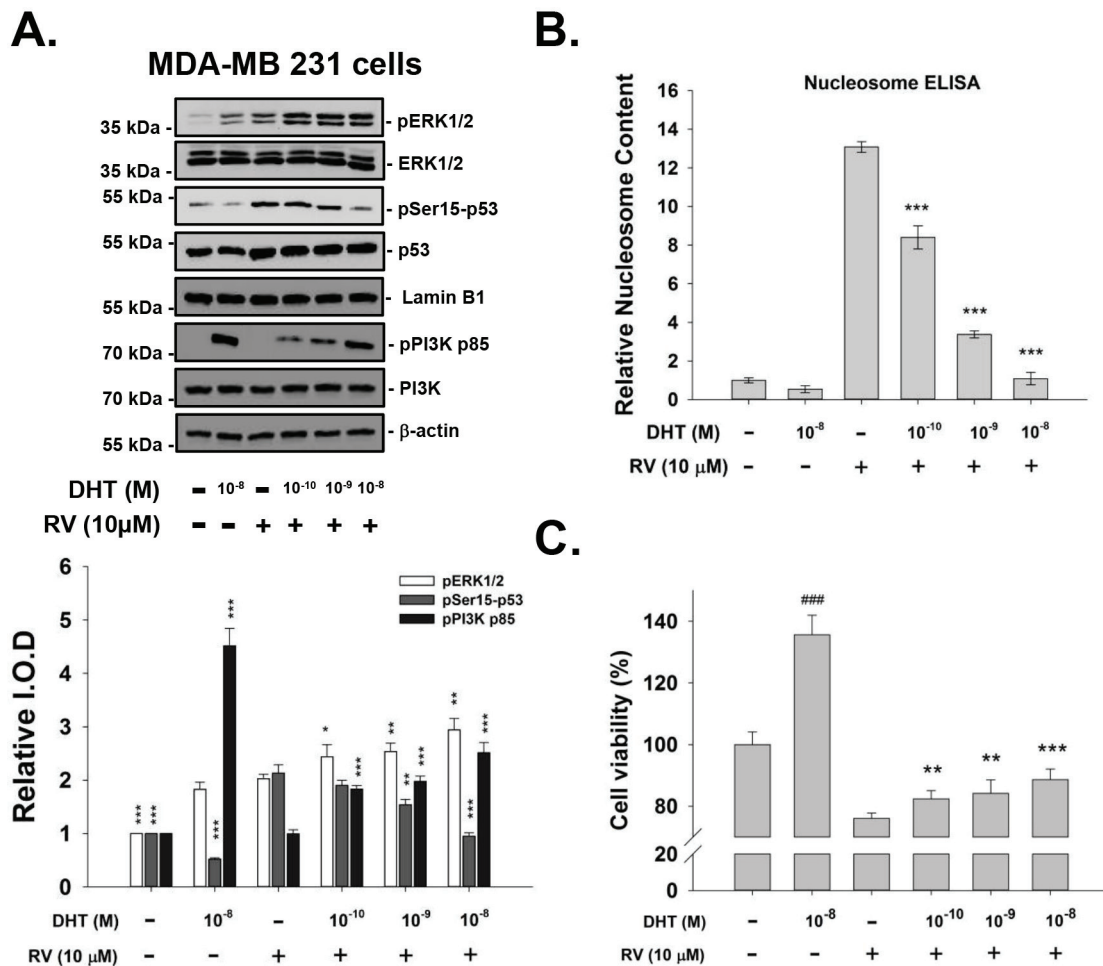 A.
MDA-MB 231 cells
35 kDa - - pERK1/2
35 kDa - - ERK1/2
55 kDa - - pSer15-p53
55 kDa - - p53
55 kDa - - Lamin B1
70 kDa - - pPI3K p85
70 kDa - - PI3K
55 kDa - - β-actin
DHT (M) - 10⁻⁸ - 10⁻¹⁰ 10⁻⁹ 10⁻⁸
RV (10μM) - - + + + +
Relative I.O.D
6
5
4
3
2
1
0
pERK1/2
pSer15-p53
pPI3K p85
*** *** *** *** * *** ** ** *** ** *** ***
DHT (M) - 10⁻⁸ - 10⁻¹⁰ 10⁻⁹ 10⁻⁸
RV (10 μM) - - + + + +
B.
Nucleosome ELISA
Relative Nucleosome Content
16
14
12
10
8
6
4
2
0
*** *** ***
DHT (M) - 10⁻⁸ - 10⁻¹⁰ 10⁻⁹ 10⁻⁸
RV (10 μM) - - + + + +
C.
Cell viability (%)
140
120
100
80
20
0
### ** ** ***
DHT (M) - 10⁻⁸ - 10⁻¹⁰ 10⁻⁹ 10⁻⁸
RV (10 μM) - - + + + +